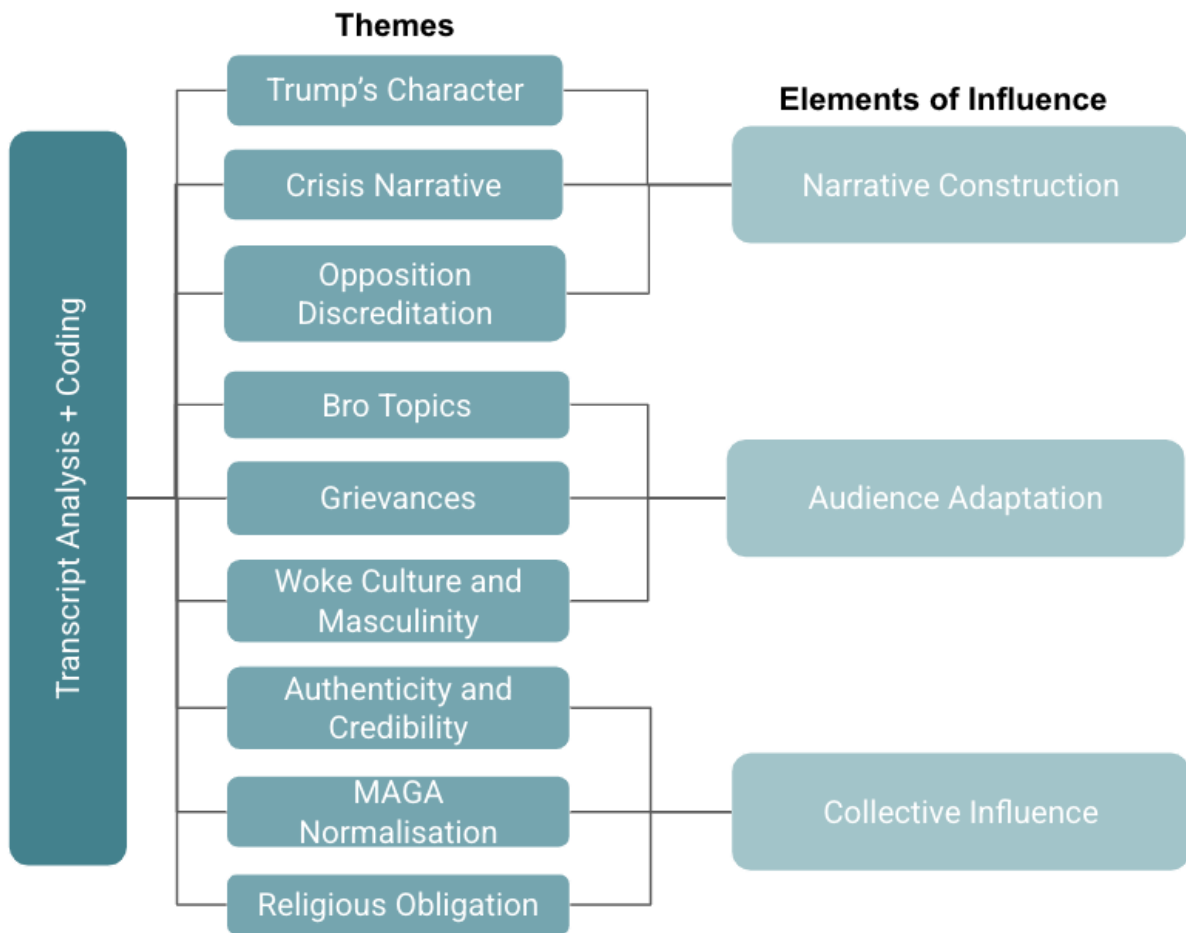 Themes
Trump’s Character
Elements of Influence
Crisis Narrative
Narrative Construction
Opposition
Discreditation
Transcript Analysis + Coding
Bro Topics
Grievances
Audience Adaptation
Woke Culture and
Masculinity
Authenticity and
Credibility
MAGA
Normalisation
Collective Influence
Religious Obligation